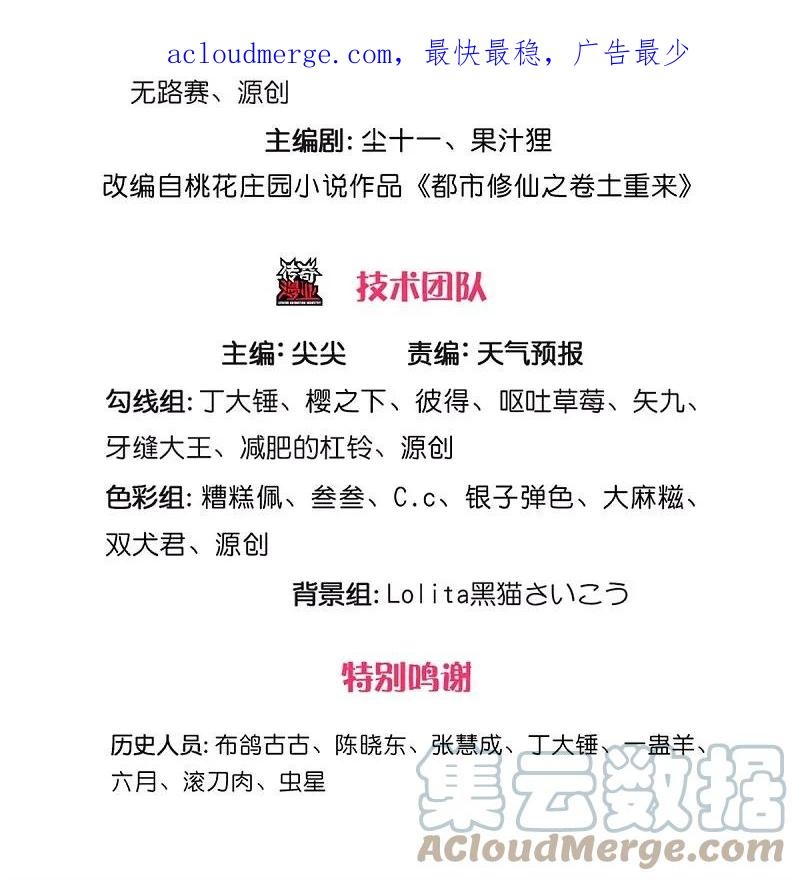 acloudmerge.com，最快最稳，广告最少
无路赛、源创
主编剧: 尘十一、果汁狸
改编自桃花庄园小说作品《都市修仙之卷土重来》
传奇漫业
技术团队
主编: 尖尖 责编: 天气预报
勾线组: 丁大锤、樱之下、彼得、呕吐草莓、矢九、
牙缝大王、减肥的杠铃、源创
色彩组: 糟糕佩、叁叁、C.c、银子弹色、大麻糍、
双犬君、源创
背景组: Lolita黑猫さいこう
特别鸣谢
历史人员: 布鸽古古、陈晓东、张慧成、丁大锤、一蛊羊、
六月、滚刀肉、虫星
集云数据
ACloudMerge.com